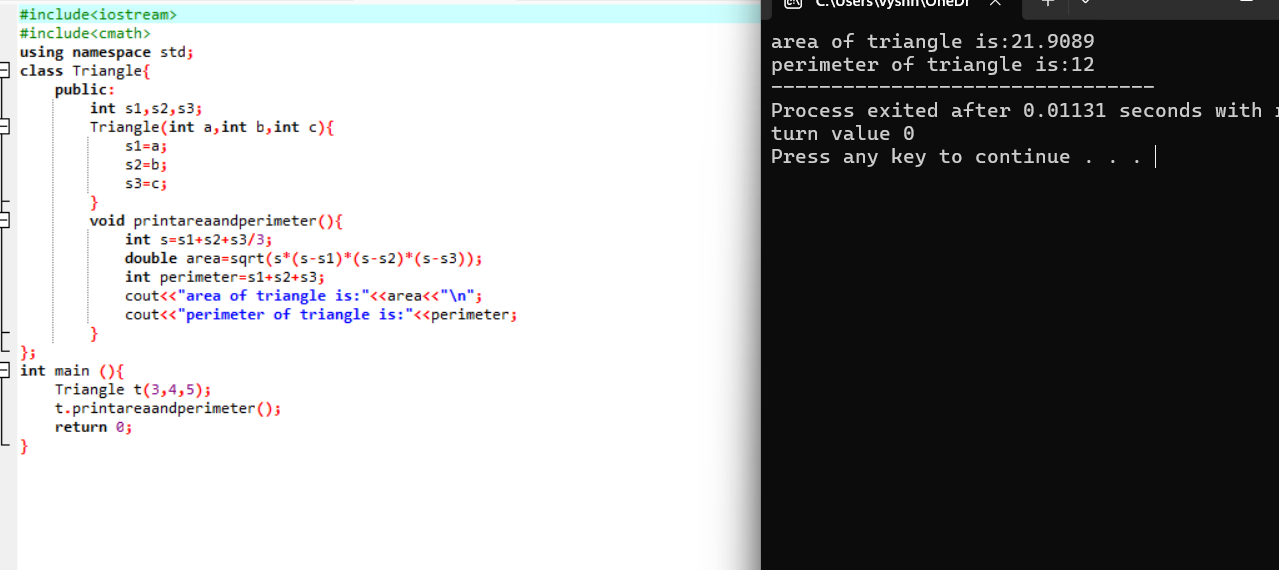 #include<iostream>
#include<cmath>
using namespace std;
class Triangle{
public:
int s1,s2,s3;
Triangle(int a,int b,int c){
s1=a;
s2=b;
s3=c;
}
void printareaandperimeter(){
int s=s1+s2+s3/3;
double area=sqrt(s*(s-s1)*(s-s2)*(s-s3));
int perimeter=s1+s2+s3;
cout<<"area of triangle is:"<<area<<"\n";
cout<<"perimeter of triangle is:"<<perimeter;
}
};
int main (){
Triangle t(3,4,5);
t.printareaandperimeter();
return 0;
}
area of triangle is:21.9089
perimeter of triangle is:12
--------------------------------
Process exited after 0.01131 seconds with
turn value 0
Press any key to continue . . .